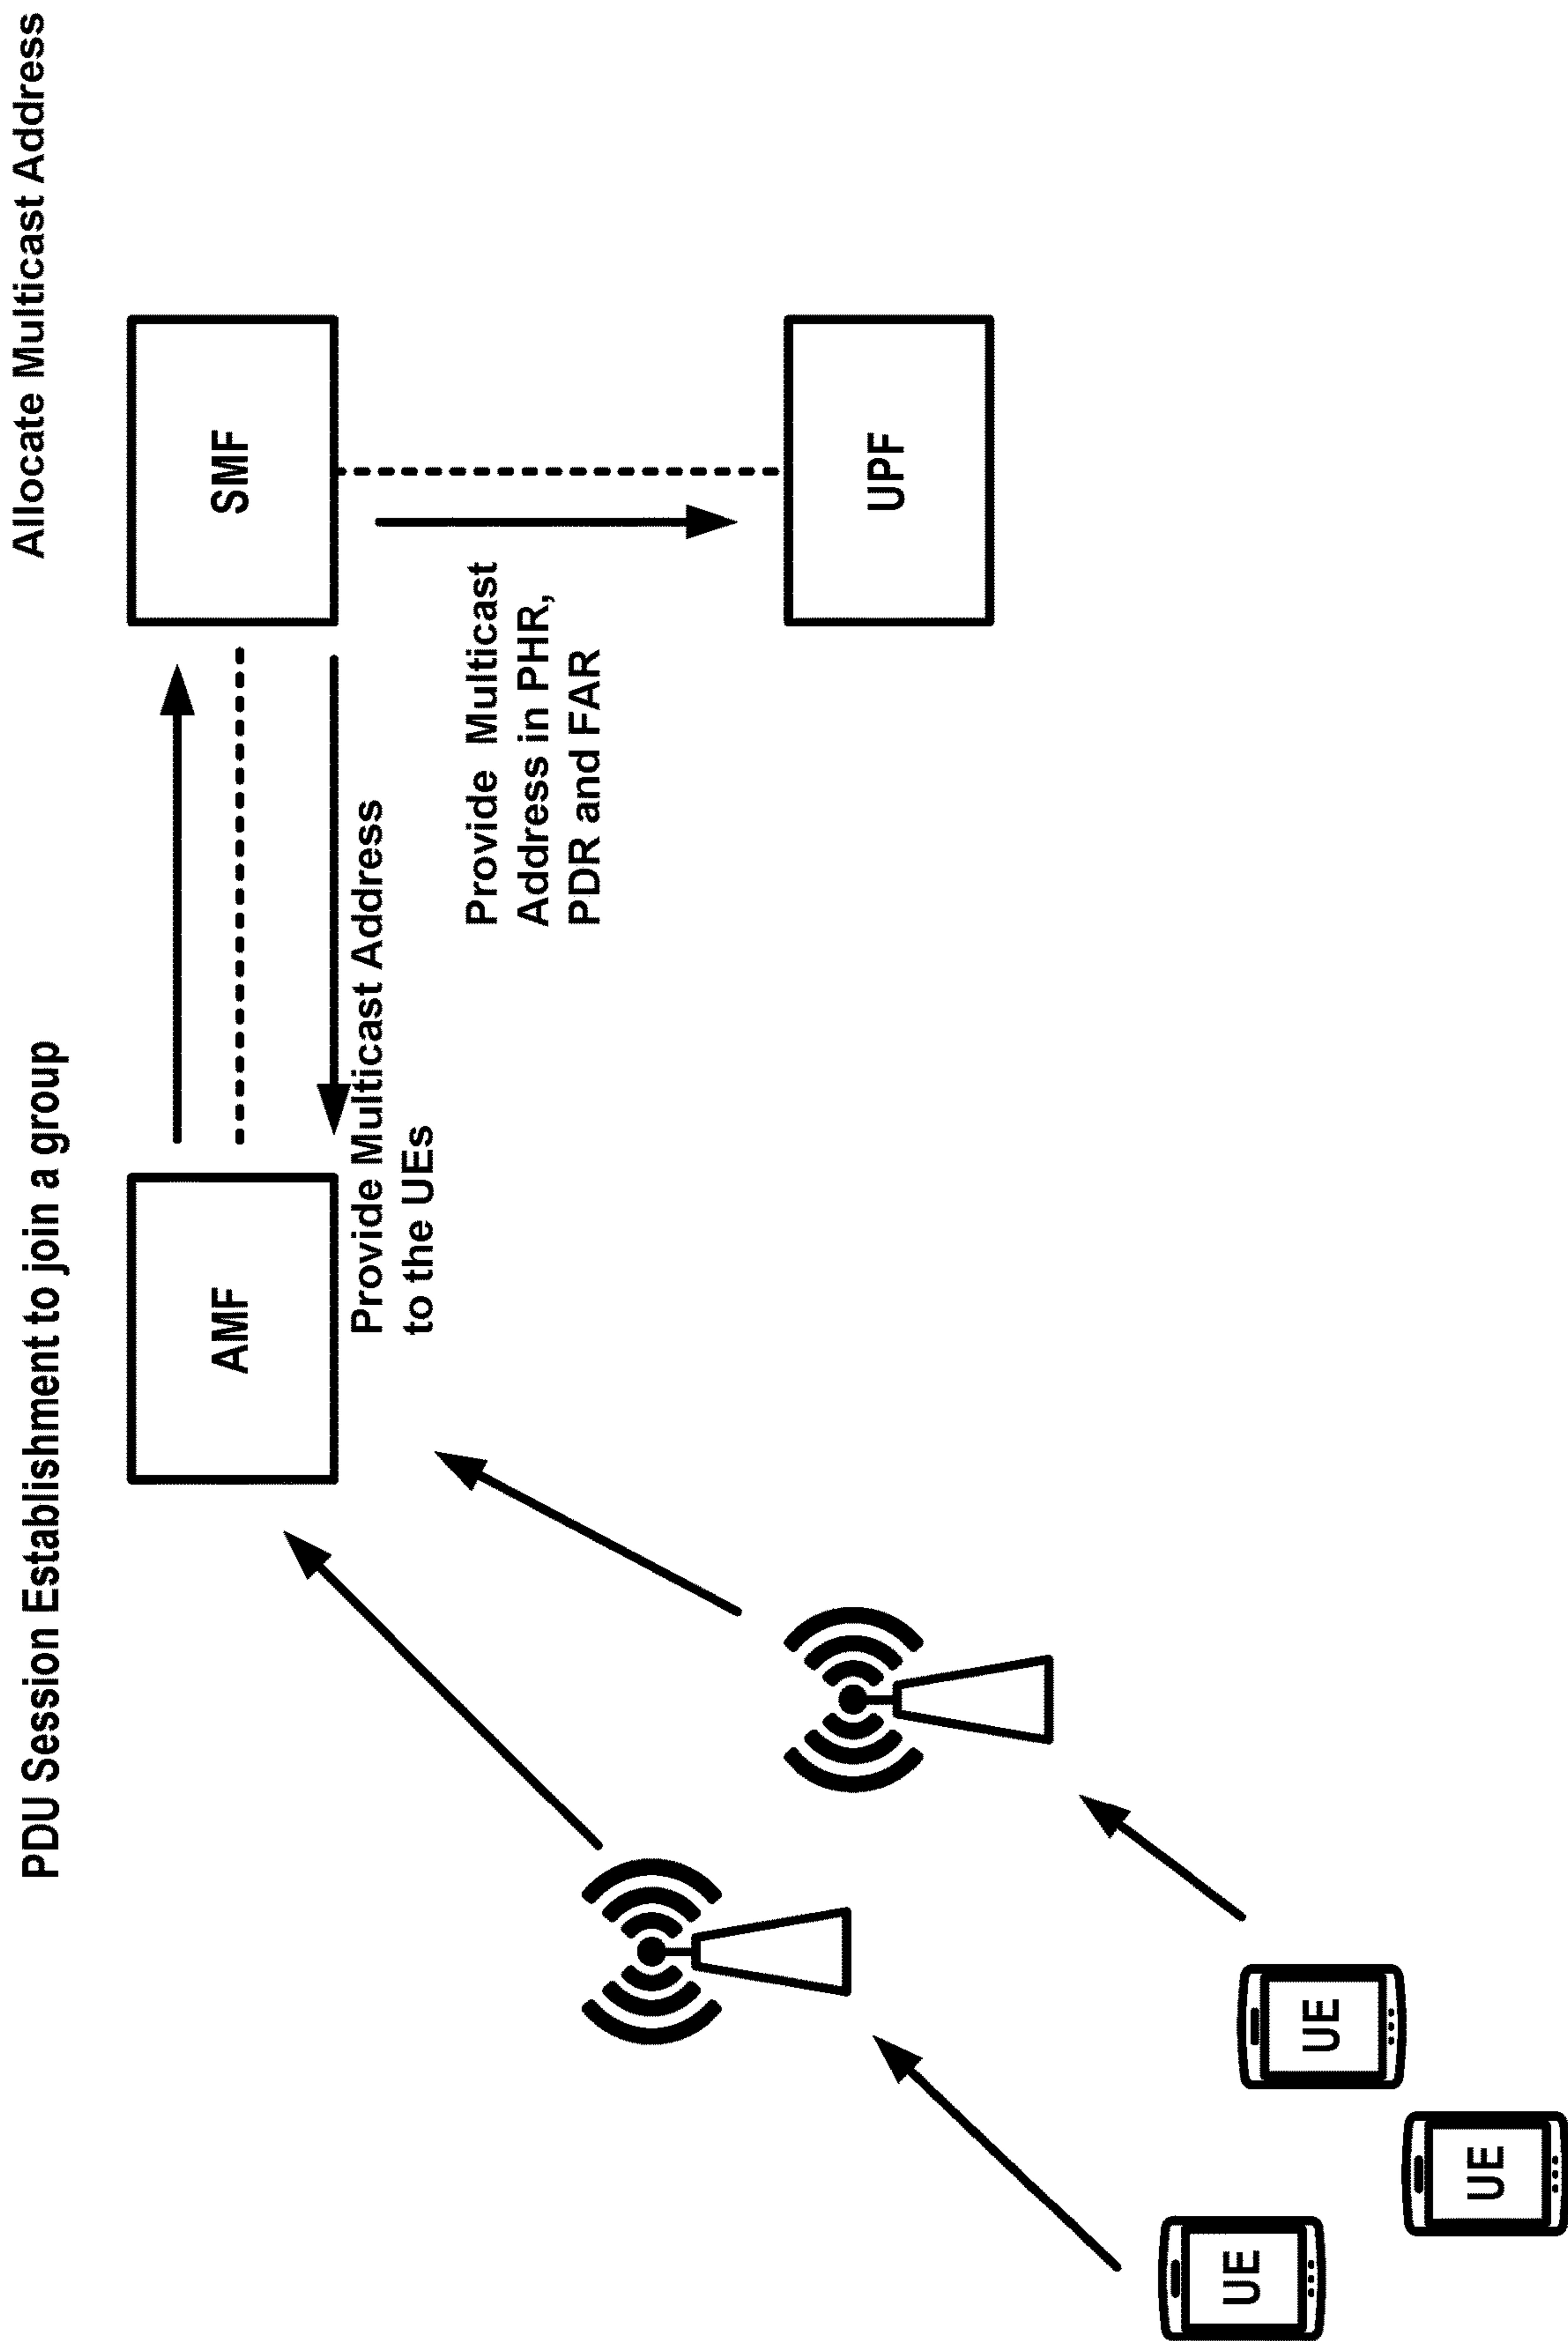 PDU Session Establishment to join a group
Allocate Multicast Address
AMF
SMF
Provide Multicast Address
to the UEs
Provide Multicast
Address in PHR,
PDR and FAR
UPF
UE
UE
UE